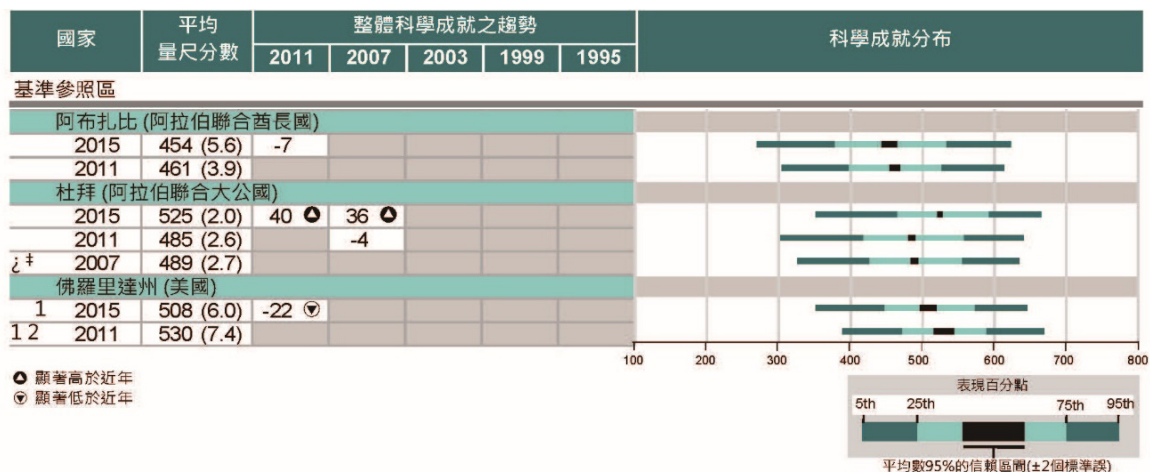 國家 平均量尺分數 整體科學成就之趨勢 科學成就分布
2011 2007 2003 1999 1995
基準參照區
阿布扎比 (阿拉伯聯合酋長國)
2015 454 (5.6) -7
2011 461 (3.9)
杜拜 (阿拉伯聯合大公國)
2015 525 (2.0) 40 36
2011 485 (2.6) -4
¿ ‡ 2007 489 (2.7)
佛羅里達州 (美國)
1 2015 508 (6.0) -22
1 2 2011 530 (7.4)
100 200 300 400 500 600 700 800
顯著高於近年
顯著低於近年
表現百分點
5th 25th 75th 95th
平均數95%的信賴區間(±2個標準誤)